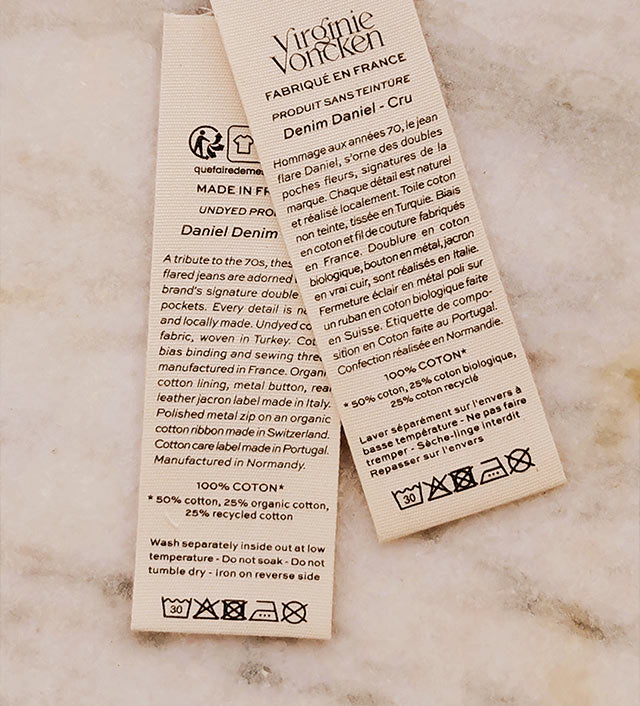 quefairedeme
MADE IN FR
UNDYED PRO
Daniel Denim
A tribute to the 70s, thes
flared jeans are adorned
brand's signature double
pockets. Every detail is n
and locally made. Undyed co
fabric, woven in Turkey. Cot
bias binding and sewing thre
manufactured in France. Organi
cotton lining, metal button, real
leather jacron label made in Italy.
Polished metal zip on an organic
cotton ribbon made in Switzerland.
Cotton care label made in Portugal.
Manufactured in Normandy.
100% COTON*
* 50% cotton, 25% organic cotton,
25% recycled cotton
Wash separately inside out at low
temperature - Do not soak - Do not
tumble dry - Iron on reverse side
30
Virginie
Voncken
FABRIQUÉ EN FRANCE
PRODUIT SANS TEINTURE
Denim Daniel - Cru
Hommage aux années 70, le jean
flare Daniel, s'orne des doubles
poches fleurs, signatures de la
marque. Chaque détail est naturel
et réalisé localement. Toile coton
non teinte, tissée en Turquie. Biais
en coton et fil de couture fabriqués
en France. Doublure en coton
biologique, bouton en métal, jacron
en vrai cuir, sont réalisés en Italie.
Fermeture éclair en métal poli sur
un ruban en coton biologique faite
en Suisse. Etiquette de compo-
sition en Coton faite au Portugal.
Confection réalisée en Normandie.
100% COTON*
* 50% coton, 25% coton biologique,
25% coton recyclé
Laver séparément sur l'envers à
basse température - Ne pas faire
tremper - Sèche-linge interdit
Repasser sur l'envers
30